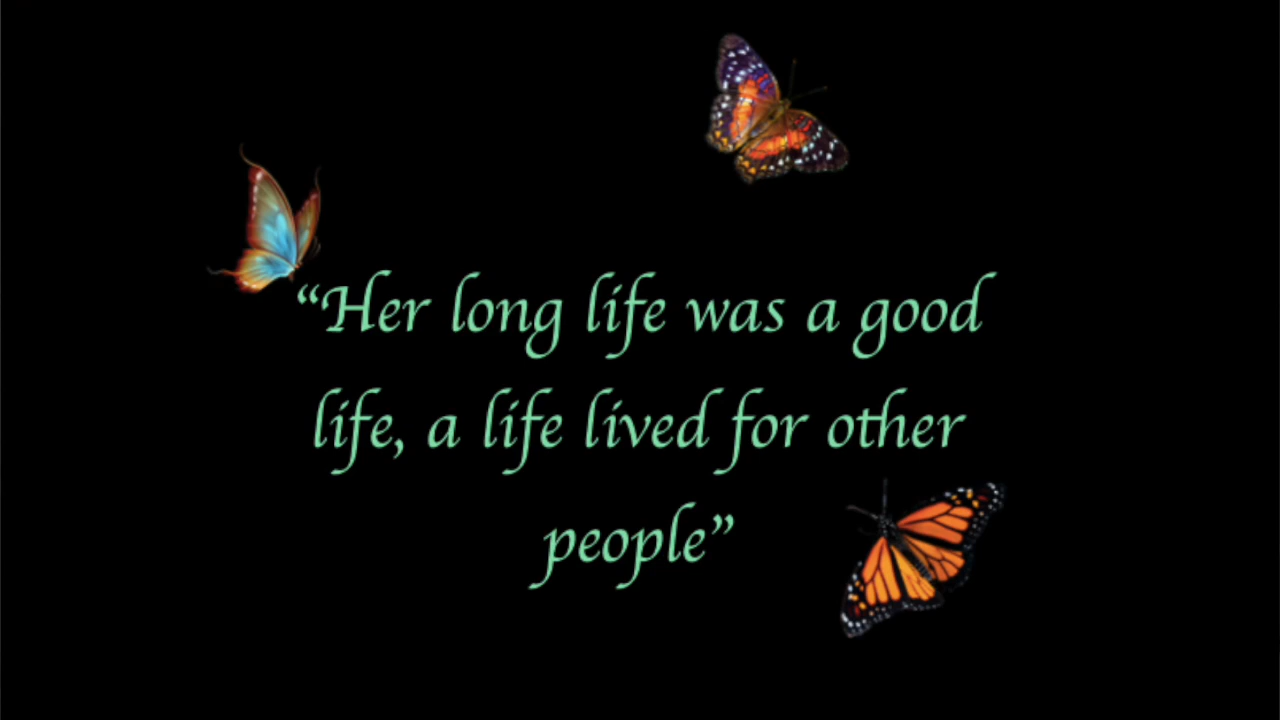 “Her long life was a good
life, a life lived for other
people”